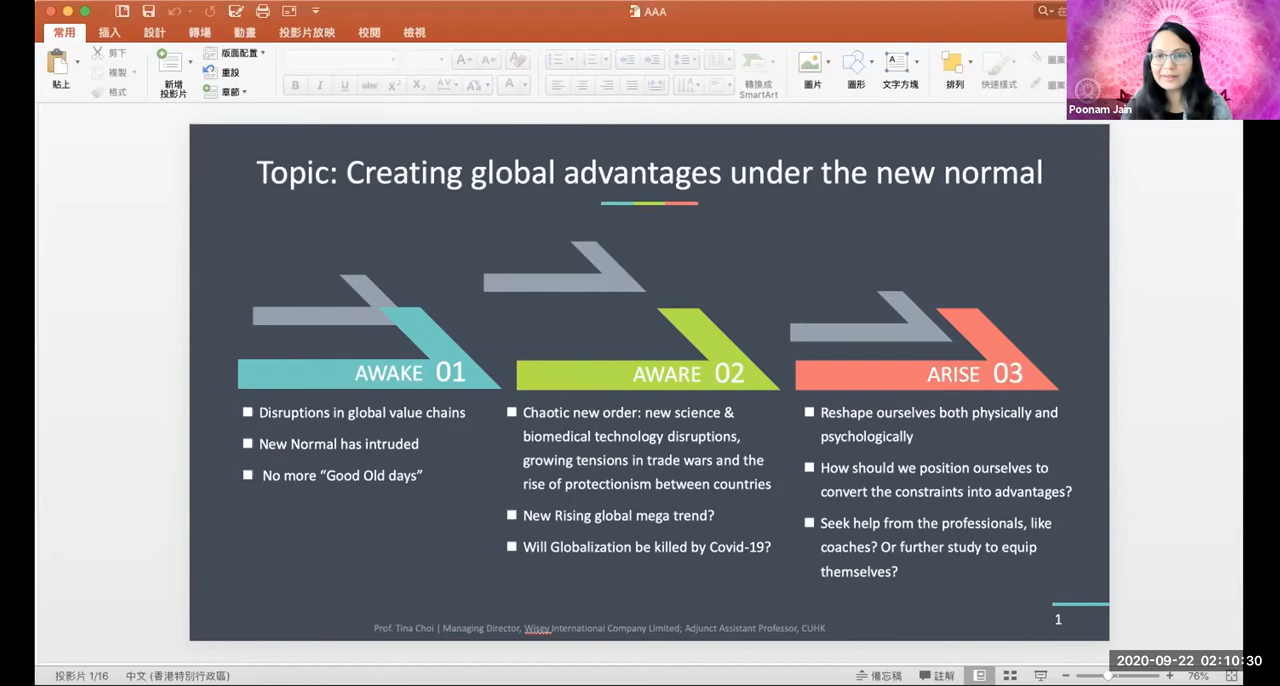 AAA
在
常用 插入 設計 轉場 動畫 投影片放映 校閱 檢視
剪下
版面配置
複製
重設
貼上
格式
新增
投影片
章節
B I U abc X² X₂ AV Aa A
轉換成
SmartArt
圖片
圖形
文字方塊
排列
快速樣式
圖案
圖案
Poonam Jain
Topic: Creating global advantages under the new normal
AWAKE 01
Disruptions in global value chains
New Normal has intruded
No more “Good Old days”
AWARE 02
Chaotic new order: new science &
biomedical technology disruptions,
growing tensions in trade wars and the
rise of protectionism between countries
New Rising global mega trend?
Will Globalization be killed by Covid-19?
ARISE 03
Reshape ourselves both physically and
psychologically
How should we position ourselves to
convert the constraints into advantages?
Seek help from the professionals, like
coaches? Or further study to equip
themselves?
1
Prof. Tina Choi | Managing Director, Wisey International Company Limited; Adjunct Assistant Professor, CUHK
2020-09-22 02:10:30
投影片 1/16 中文 (香港特別行政區)
備忘稿 註解 76%